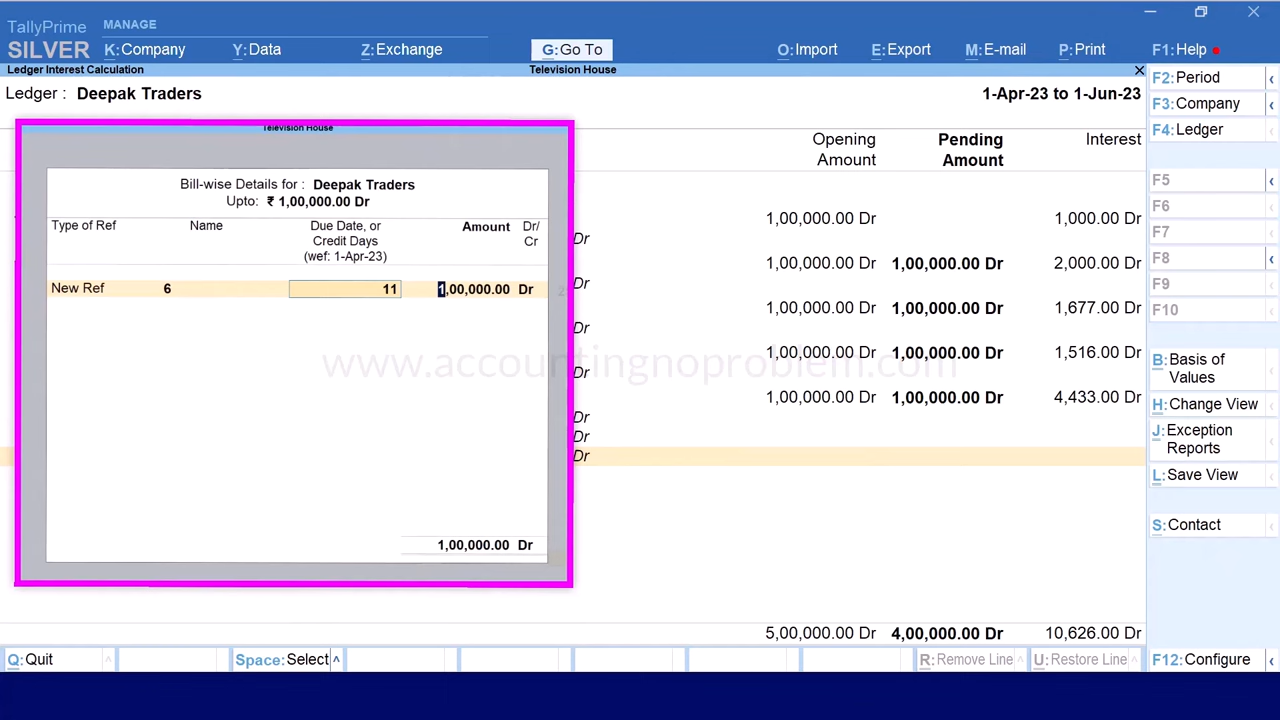 TallyPrime
MANAGE
SILVER
K:Company
Y:Data
Z:Exchange
G:Go To
O:Import
E:Export
M:E-mail
P:Print
F1:Help
Ledger Interest Calculation
Television House
Ledger : Deepak Traders
1-Apr-23 to 1-Jun-23
Opening Amount
Pending Amount
Interest
Television House
Bill-wise Details for : Deepak Traders
Upto: ₹ 1,00,000.00 Dr
Type of Ref Name Due Date, or Amount Dr/
Credit Days Cr
(wef: 1-Apr-23)
New Ref 6 11 1,00,000.00 Dr
1,00,000.00 Dr
1,00,000.00 Dr 1,000.00 Dr
Dr
1,00,000.00 Dr 1,00,000.00 Dr 2,000.00 Dr
Dr
1,00,000.00 Dr 1,00,000.00 Dr 1,677.00 Dr
Dr
1,00,000.00 Dr 1,00,000.00 Dr 1,516.00 Dr
Dr
1,00,000.00 Dr 1,00,000.00 Dr 4,433.00 Dr
Dr
Dr
Dr
www.accountingnoproblem.com
5,00,000.00 Dr 4,00,000.00 Dr 10,626.00 Dr
F2:Period
F3:Company
F4:Ledger
F5
F6
F7
F8
F9
F10
B:Basis of
Values
H:Change View
J:Exception
Reports
L:Save View
S:Contact
Q:Quit
Space:Select
R:Remove Line
U:Restore Line
F12:Configure